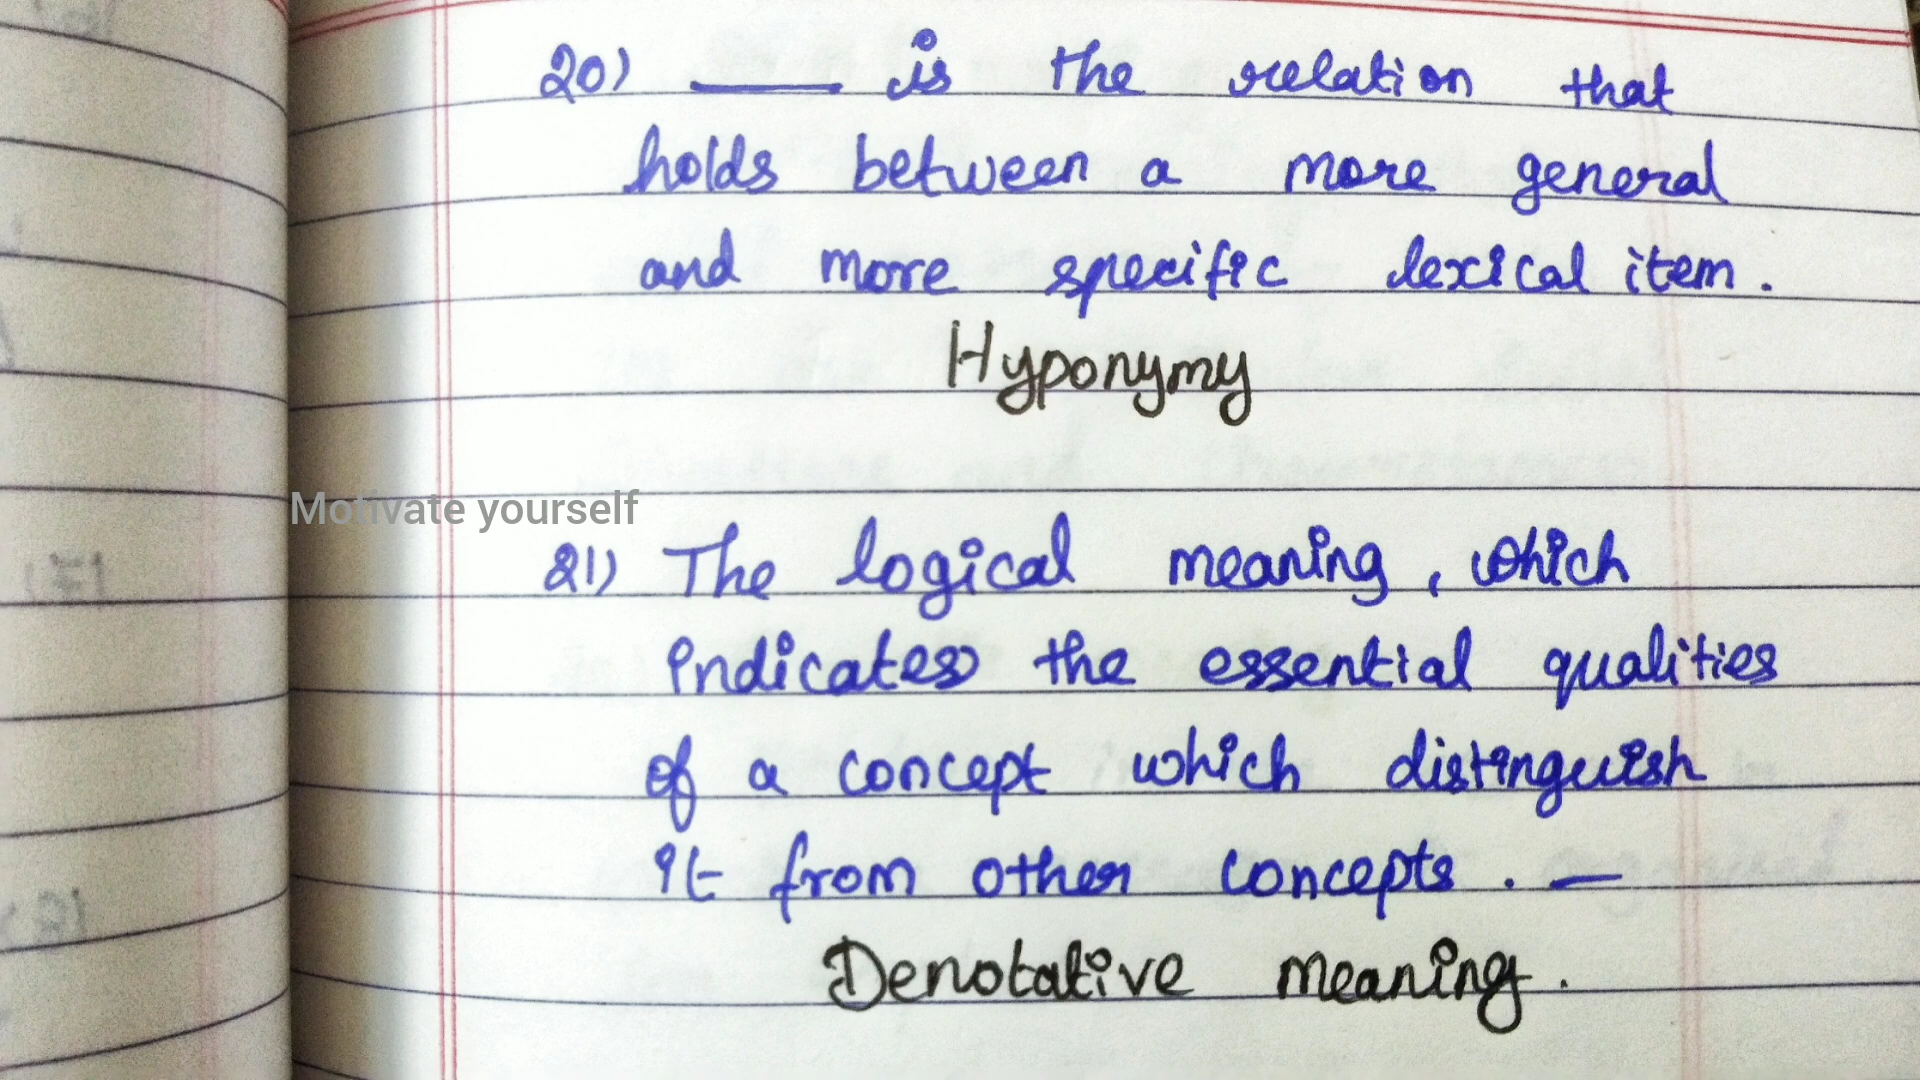 20) ___ is the relation that
holds between a more general
and more specific lexical item.
Hyponymy
Motivate yourself
21) The logical meaning, which
indicates the essential qualities
of a concept which distinguish
it from other concepts. —
Denotative meaning.